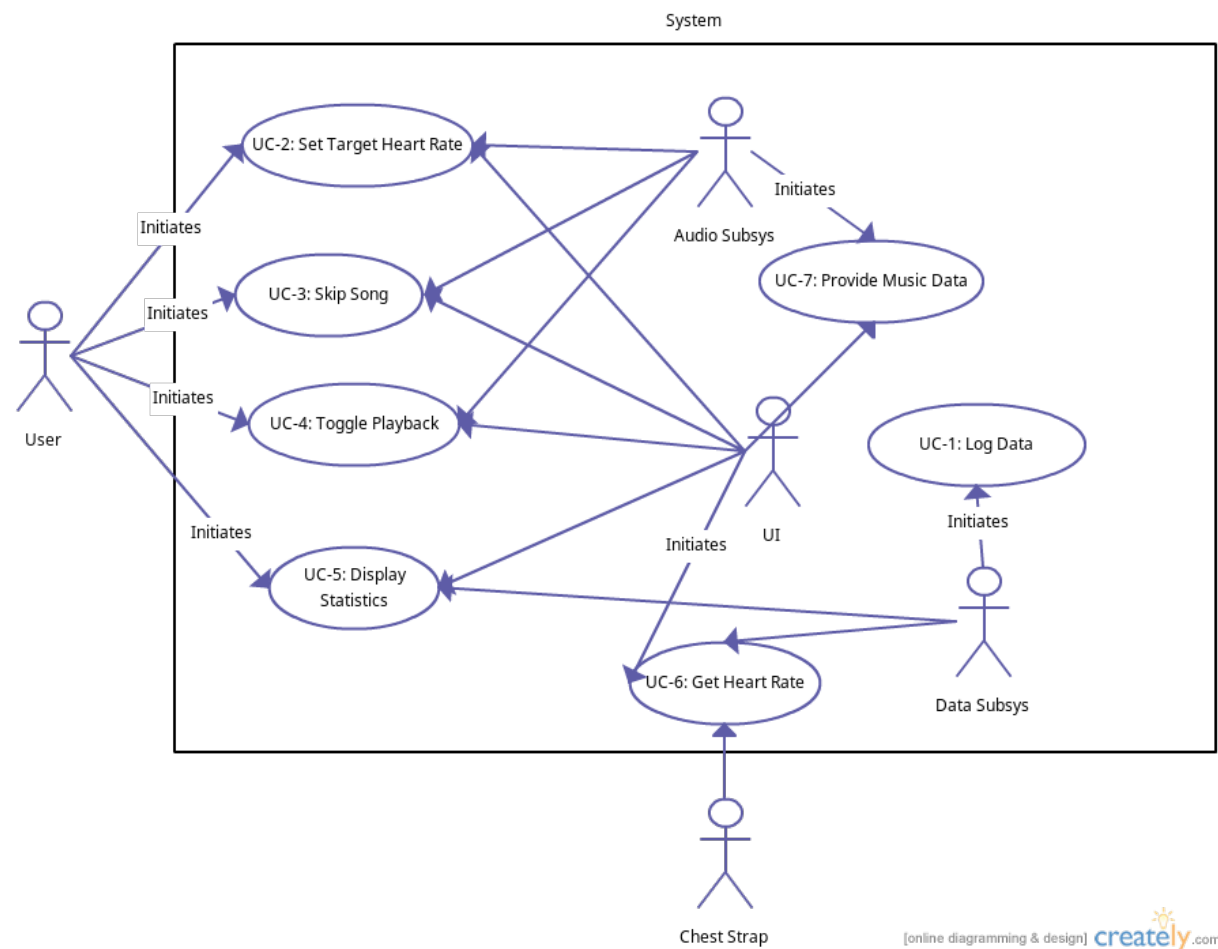 System
UC-2: Set Target Heart Rate
Initiates
Audio Subsys
Initiates
UC-7: Provide Music Data
UC-3: Skip Song
Initiates
User
Initiates
UC-4: Toggle Playback
UC-1: Log Data
UI
Initiates
Initiates
Initiates
UC-5: Display
Statistics
UC-6: Get Heart Rate
Data Subsys
Chest Strap
[online diagramming & design] creately.com